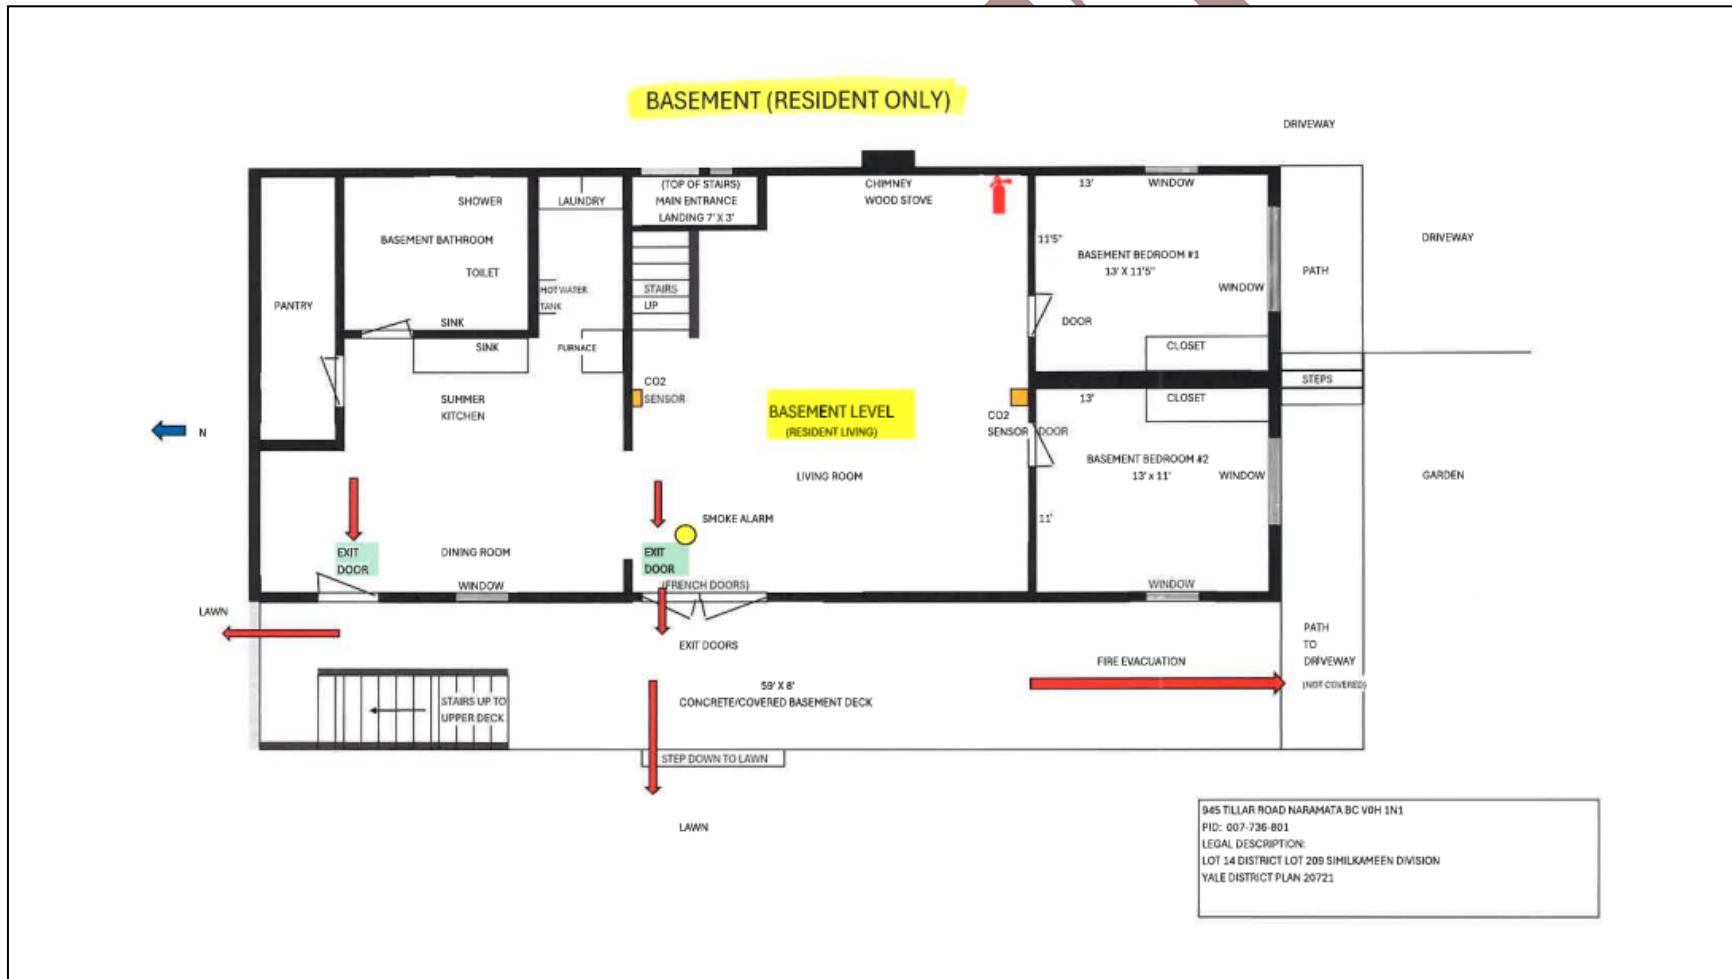 BASEMENT (RESIDENT ONLY)
DRIVEWAY
(TOP OF STAIRS)
MAIN ENTRANCE
LANDING 7' X 3'
CHIMNEY
WOOD STOVE
13'
WINDOW
SHOWER
LAUNDRY
BASEMENT BATHROOM
TOILET
11'5"
BASEMENT BEDROOM #1
13' X 11'5"
DRIVEWAY
PATH
HOT WATER
TANK
STAIRS
UP
WINDOW
PANTRY
SINK
DOOR
SINK
FURNACE
CLOSET
STEPS
CO2
SENSOR
SUMMER
KITCHEN
BASEMENT LEVEL
(RESIDENT LIVING)
CO2
SENSOR
DOOR
13'
CLOSET
N
BASEMENT BEDROOM #2
13' x 11'
WINDOW
GARDEN
LIVING ROOM
SMOKE ALARM
11'
EXIT
DOOR
DINING ROOM
EXIT
DOOR
WINDOW
(FRENCH DOORS)
WINDOW
LAWN
EXIT DOORS
PATH
TO
DRIVEWAY
(NOT COVERED)
FIRE EVACUATION
59' X 8'
CONCRETE/COVERED BASEMENT DECK
STAIRS UP TO
UPPER DECK
STEP DOWN TO LAWN
LAWN
945 TILLAR ROAD NARAMATA BC V0H 1N1
PID: 007-736-801
LEGAL DESCRIPTION:
LOT 14 DISTRICT LOT 209 SIMILKAMEEN DIVISION
YALE DISTRICT PLAN 20721